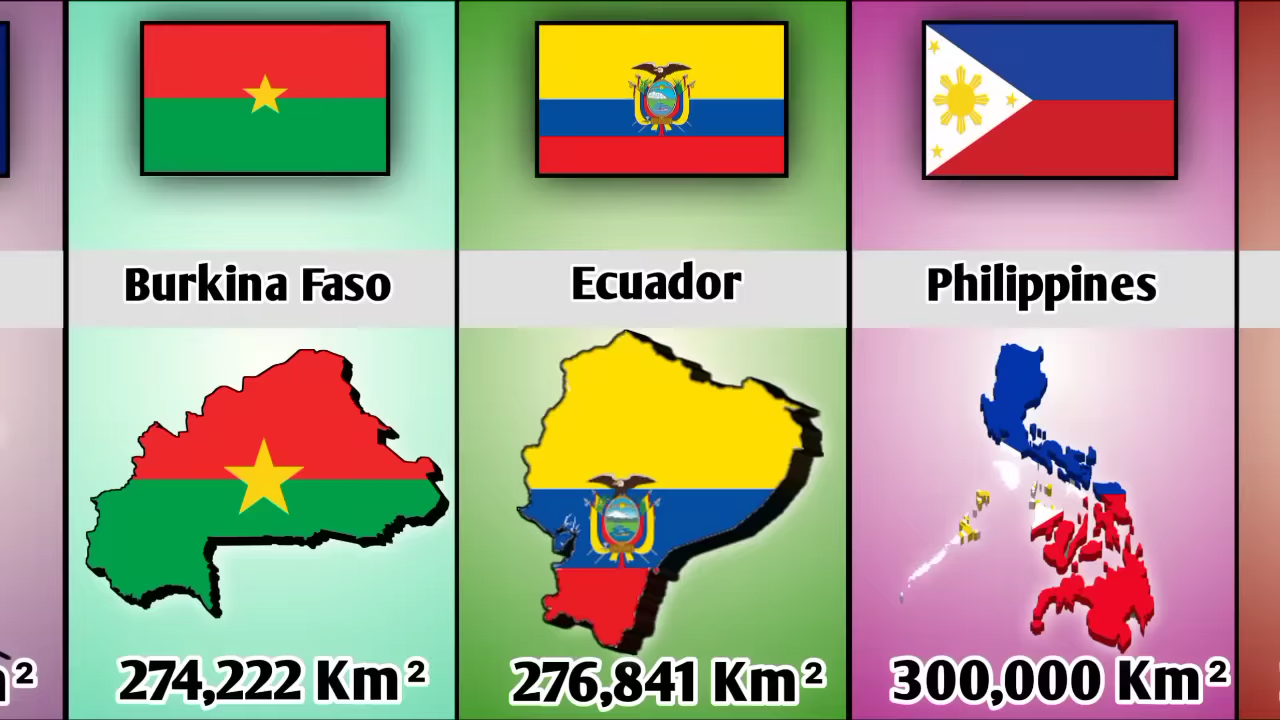 Burkina Faso
Ecuador
Philippines
274,222 Km²
276,841 Km²
300,000 Km²